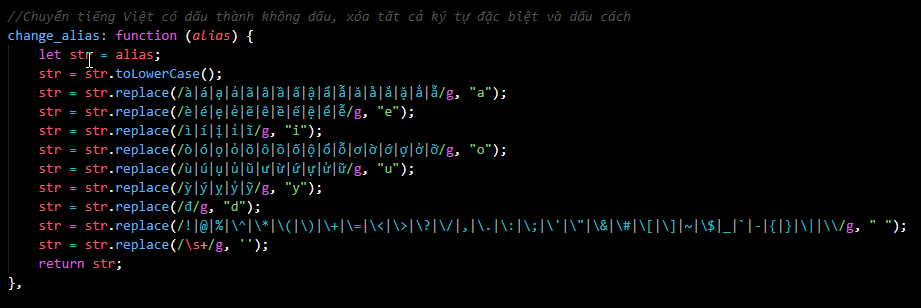 //Chuyển tiếng Việt có dấu thành không dấu, xóa tất cả ký tự đặc biệt và dấu cách
change_alias: function (alias) {
let str = alias;
str = str.toLowerCase();
str = str.replace(/à|á|ạ|ả|ã|â|ầ|ấ|ậ|ẩ|ẫ|ă|ằ|ắ|ặ|ẳ|ẵ/g, "a");
str = str.replace(/è|é|ẹ|ẻ|ẽ|ê|ề|ế|ệ|ể|ễ/g, "e");
str = str.replace(/ì|í|ị|ỉ|ĩ/g, "i");
str = str.replace(/ò|ó|ọ|ỏ|õ|ô|ồ|ố|ộ|ổ|ỗ|ơ|ờ|ớ|ợ|ở|ỡ/g, "o");
str = str.replace(/ù|ú|ụ|ủ|ũ|ư|ừ|ứ|ự|ử|ữ/g, "u");
str = str.replace(/ỳ|ý|ỵ|ỷ|ỹ/g, "y");
str = str.replace(/đ/g, "d");
str = str.replace(/!|@|%|\^|\*|\(|\)|\+|\=|\<|\>|\?|\/|,|\.|\:|\;|\'|\"|\&|\#|\[|\]|~|\$|_|`|-|{|}|\||\\/g, " ");
str = str.replace(/\s+/g, '');
return str;
},